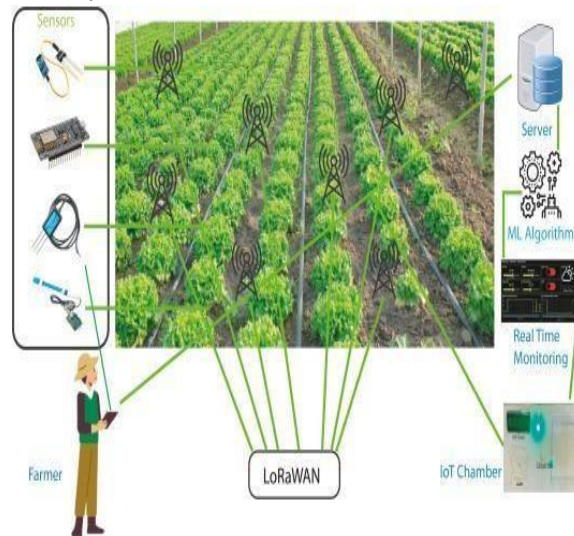 Sensors
Server
ML Algorithm
Real Time
Monitoring
Farmer
LoRaWAN
IoT Chamber